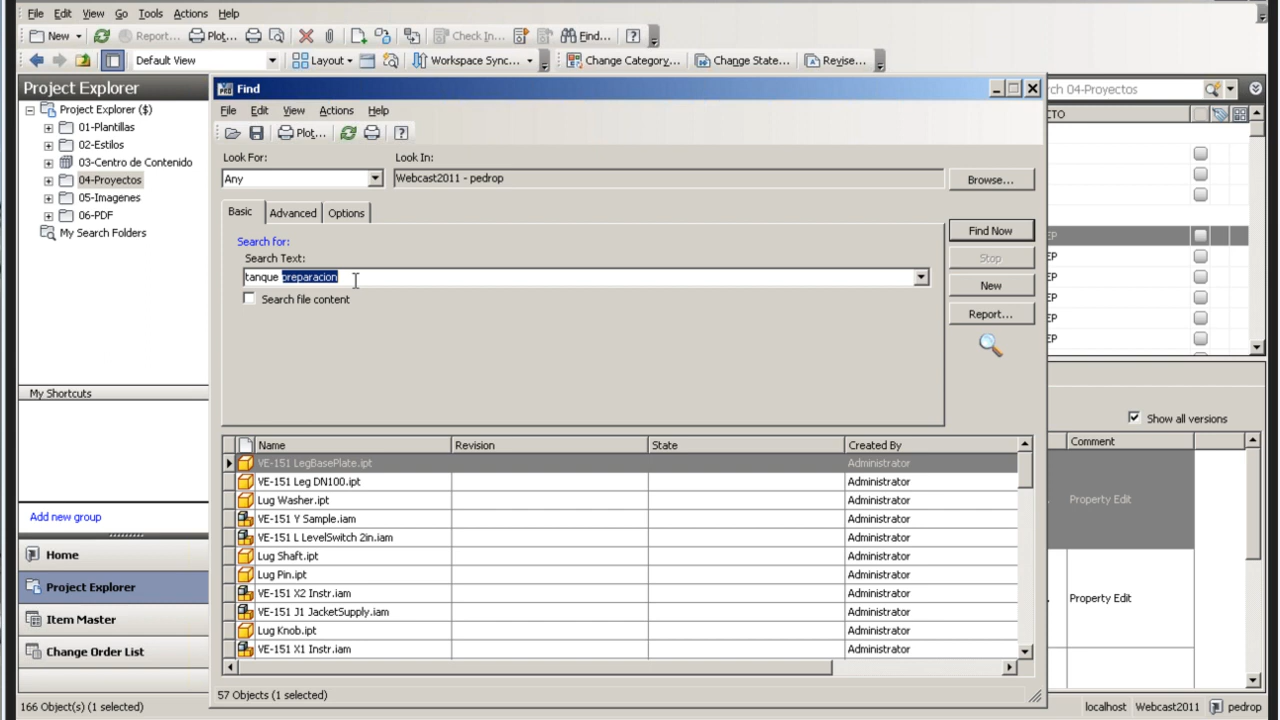 File Edit View Go Tools Actions Help
New Report... Plot... Check In... Find...
Default View Layout Workspace Sync... Change Category... Change State... Revise...
Project Explorer
Project Explorer ($)
01-Plantillas
02-Estilos
03-Centro de Contenido
04-Proyectos
05-Imagenes
06-PDF
My Search Folders
My Shortcuts
Add new group
Home
Project Explorer
Item Master
Change Order List
166 Object(s) (1 selected)
Find
File Edit View Actions Help
Plot...
Look For: Look In:
Any Webcast2011 - pedrop Browse...
Basic Advanced Options
Search for:
Search Text:
tanque preparacion
Search file content
Find Now
Stop
New
Report...
Name Revision State Created By
VE-151 LegBasePlate.ipt Administrator
VE-151 Leg DN100.ipt Administrator
Lug Washer.ipt Administrator
VE-151 Y Sample.iam Administrator
VE-151 L LevelSwitch 2in.iam Administrator
Lug Shaft.ipt Administrator
Lug Pin.ipt Administrator
VE-151 X2 Instr.iam Administrator
VE-151 J1 JacketSupply.iam Administrator
Lug Knob.ipt Administrator
VE-151 X1 Instr.iam Administrator
57 Objects (1 selected)
rch 04-Proyectos
CTO
EP
EP
EP
EP
EP
EP
Show all versions
Comment
Property Edit
Property Edit
localhost Webcast2011 pedrop